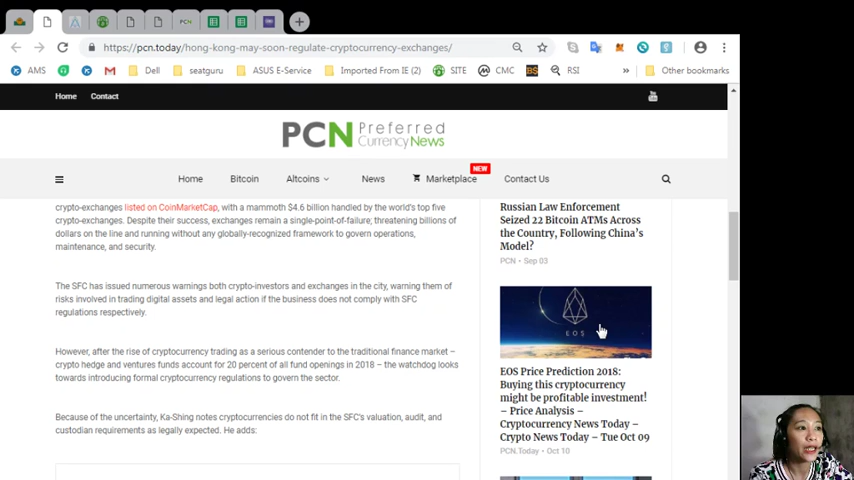 PCN
https://pcn.today/hong-kong-may-soon-regulate-cryptocurrency-exchanges/
AMS
Dell
seatguru
ASUS E-Service
Imported From IE (2)
SITE
CMC
RSI
»
Other bookmarks
Home
Contact
PCN Preferred
Currency News
NEW
Home
Bitcoin
Altcoins
News
Marketplace
Contact Us
crypto-exchanges listed on CoinMarketCap, with a mammoth $4.6 billion handled by the world's top five
crypto-exchanges. Despite their success, exchanges remain a single-point-of-failure; threatening billions of
dollars on the line and running without any globally-recognized framework to govern operations,
maintenance, and security.
The SFC has issued numerous warnings both crypto-investors and exchanges in the city, warning them of
risks involved in trading digital assets and legal action if the business does not comply with SFC
regulations respectively.
However, after the rise of cryptocurrency trading as a serious contender to the traditional finance market –
crypto hedge and ventures funds account for 20 percent of all fund openings in 2018 – the watchdog looks
towards introducing formal cryptocurrency regulations to govern the sector.
Because of the uncertainty, Ka-Shing notes cryptocurrencies do not fit in the SFC's valuation, audit, and
custodian requirements as legally expected. He adds:
Russian Law Enforcement
Seized 22 Bitcoin ATMs Across
the Country, Following China's
Model?
PCN • Sep 03
EOS
EOS Price Prediction 2018:
Buying this cryptocurrency
might be profitable investment!
– Price Analysis –
Cryptocurrency News Today –
Crypto News Today – Tue Oct 09
PCN.Today • Oct 10